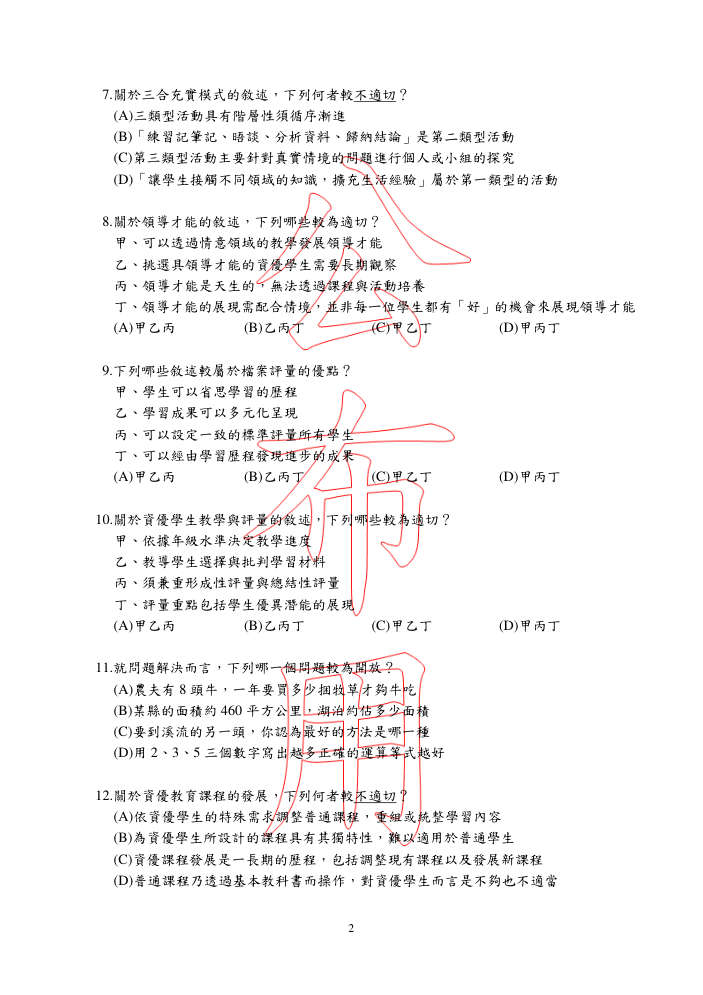 7.關於三合充實模式的敘述，下列何者較不適切？
(A)三類型活動具有階層性須循序漸進
(B)「練習記筆記、晤談、分析資料、歸納結論」是第二類型活動
(C)第三類型活動主要針對真實情境的問題進行個人或小組的探究
(D)「讓學生接觸不同領域的知識，擴充生活經驗」屬於第一類型的活動
8.關於領導才能的敘述，下列哪些較為適切？
甲、可以透過情意領域的教學發展領導才能
乙、挑選具領導才能的資優學生需要長期觀察
丙、領導才能是天生的，無法透過課程與活動培養
丁、領導才能的展現需配合情境，並非每一位學生都有「好」的機會來展現領導才能
(A)甲乙丙 (B)乙丙丁 (C)甲乙丁 (D)甲丙丁
9.下列哪些敘述較屬於檔案評量的優點？
甲、學生可以省思學習的歷程
乙、學習成果可以多元化呈現
丙、可以設定一致的標準評量所有學生
丁、可以經由學習歷程發現進步的成果
(A)甲乙丙 (B)乙丙丁 (C)甲乙丁 (D)甲丙丁
10.關於資優學生教學與評量的敘述，下列哪些較為適切？
甲、依據年級水準決定教學進度
乙、教導學生選擇與批判學習材料
丙、須兼重形成性評量與總結性評量
丁、評量重點包括學生優異潛能的展現
(A)甲乙丙 (B)乙丙丁 (C)甲乙丁 (D)甲丙丁
11.就問題解決而言，下列哪一個問題較為開放？
(A)農夫有 8 頭牛，一年要買多少捆牧草才夠牛吃
(B)某縣的面積約 460 平方公里，湖泊約佔多少面積
(C)要到溪流的另一頭，你認為最好的方法是哪一種
(D)用 2、3、5 三個數字寫出越多正確的運算等式越好
12.關於資優教育課程的發展，下列何者較不適切？
(A)依資優學生的特殊需求調整普通課程，重組或統整學習內容
(B)為資優學生所設計的課程具有其獨特性，難以適用於普通學生
(C)資優課程發展是一長期的歷程，包括調整現有課程以及發展新課程
(D)普通課程乃透過基本教科書而操作，對資優學生而言是不夠也不適當
公布用
2